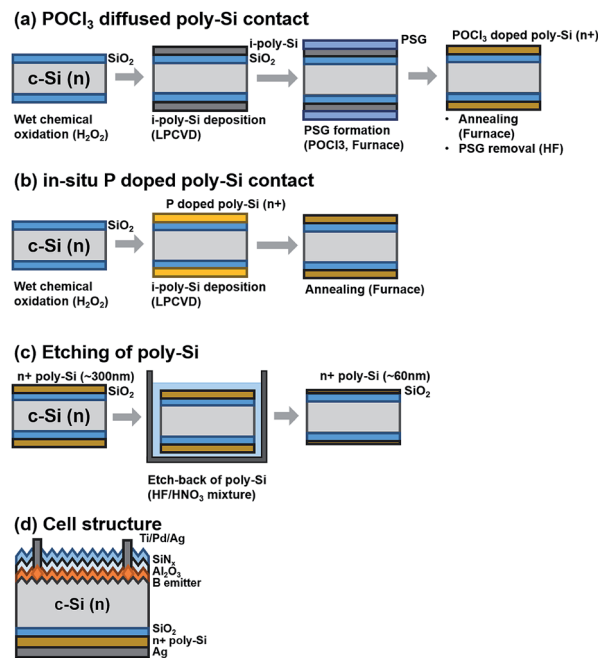 (a) POCl₃ diffused poly-Si contact
SiO₂
c-Si (n)
Wet chemical
oxidation (H₂O₂)
i-poly-Si
SiO₂
i-poly-Si deposition
(LPCVD)
PSG
PSG formation
(POCl3, Furnace)
POCl₃ doped poly-Si (n+)
• Annealing
(Furnace)
• PSG removal (HF)
(b) in-situ P doped poly-Si contact
SiO₂
c-Si (n)
Wet chemical
oxidation (H₂O₂)
P doped poly-Si (n+)
i-poly-Si deposition
(LPCVD)
Annealing (Furnace)
(c) Etching of poly-Si
n+ poly-Si (~300nm)
SiO₂
c-Si (n)
Etch-back of poly-Si
(HF/HNO₃ mixture)
n+ poly-Si (~60nm)
SiO₂
(d) Cell structure
Ti/Pd/Ag
SiNₓ
Al₂O₃
B emitter
c-Si (n)
SiO₂
n+ poly-Si
Ag